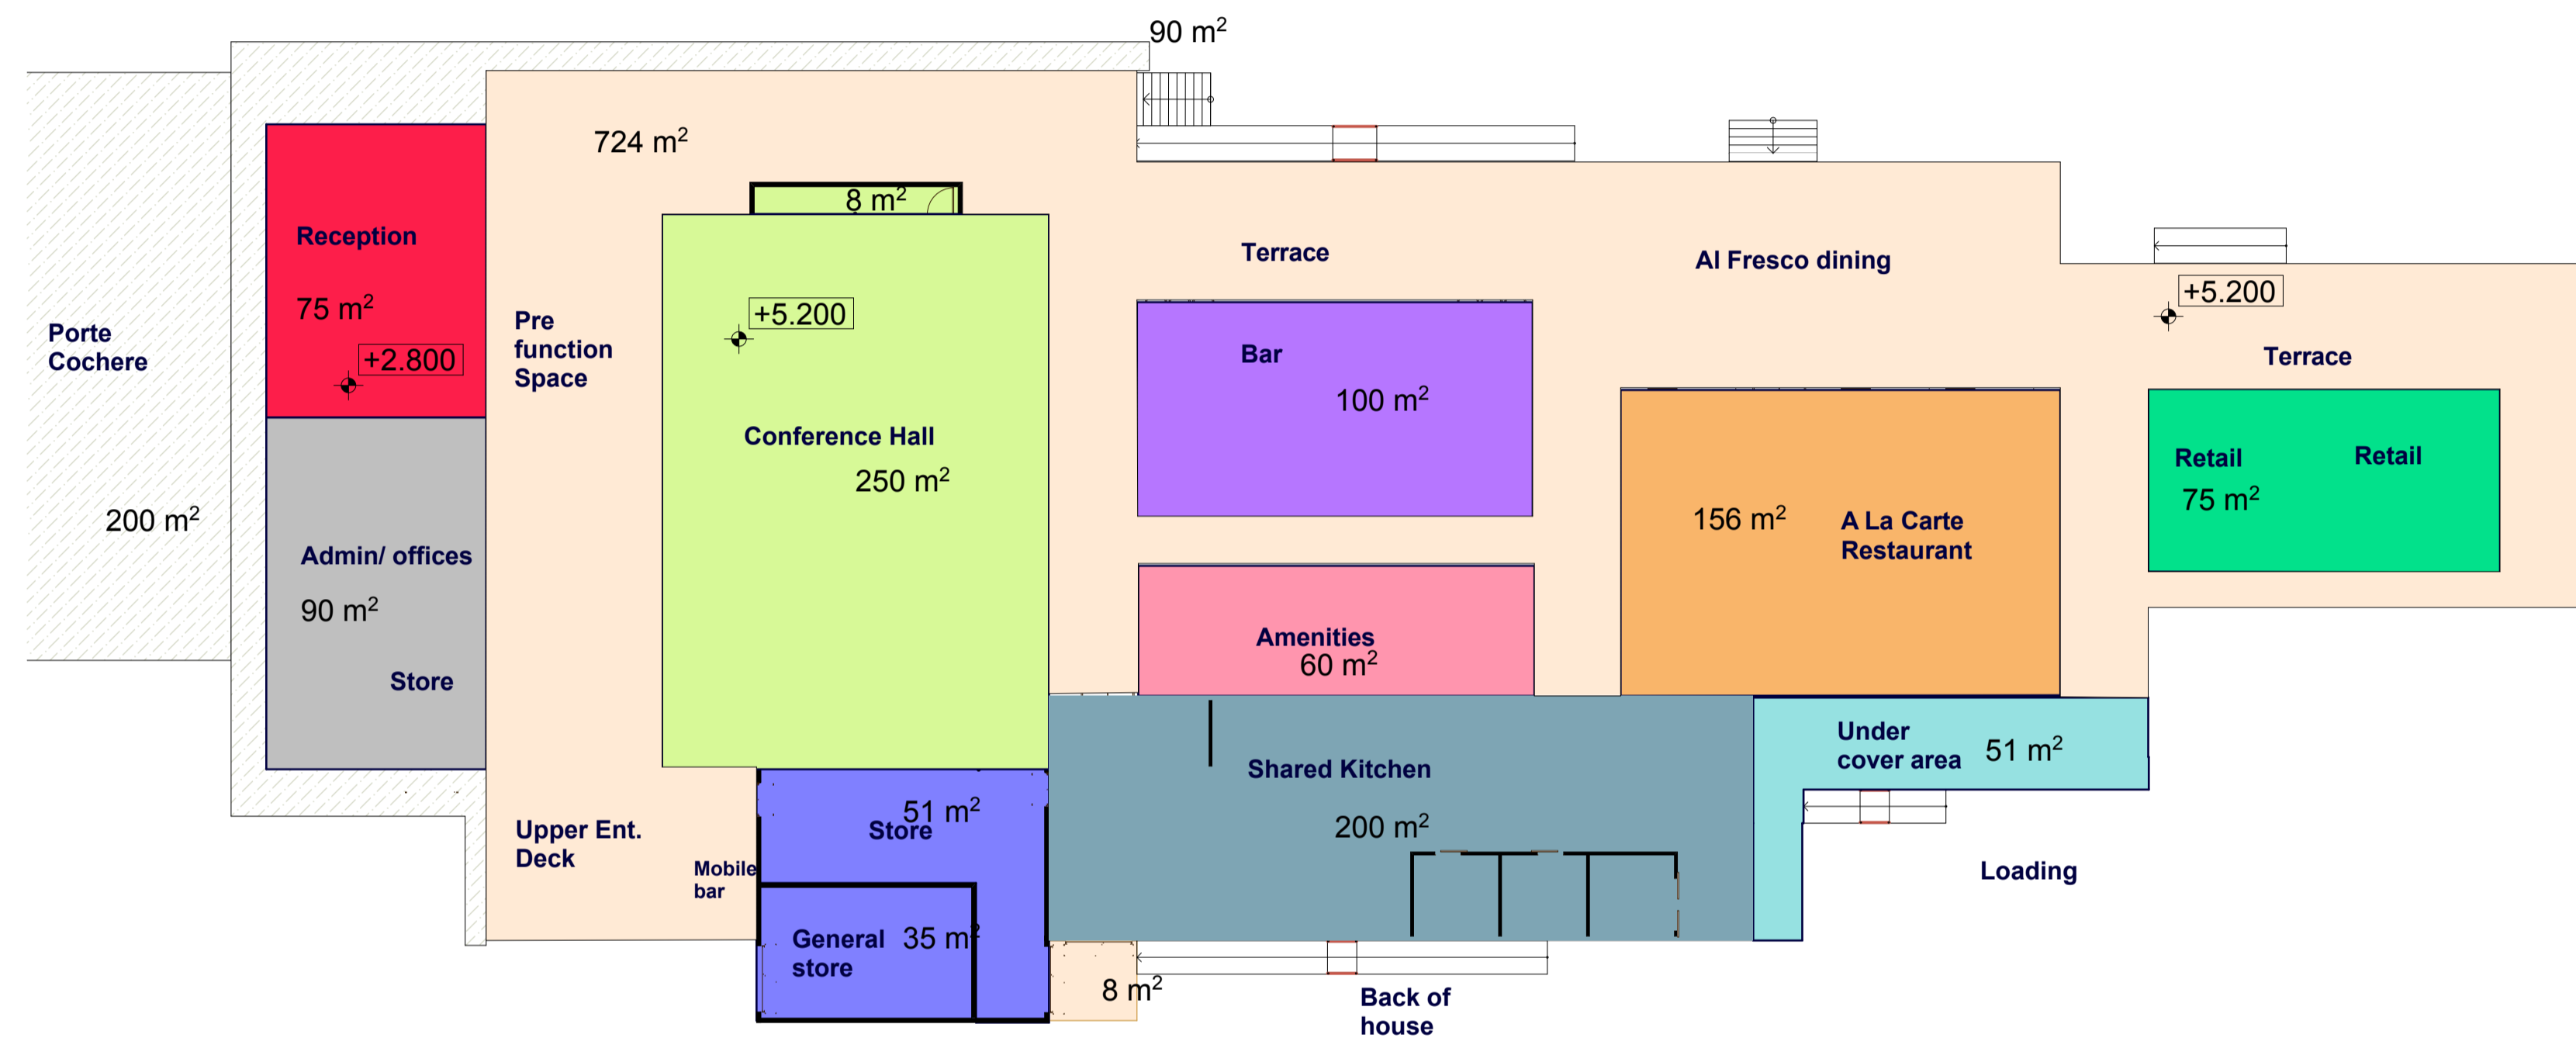 90 m²
724 m²
8 m²
Reception
75 m²
+2.800
Porte
Cochere
200 m²
Admin/ offices
90 m²
Store
Pre
function
Space
+5.200
Conference Hall
250 m²
Terrace
Al Fresco dining
Bar
100 m²
+5.200
Terrace
Retail
Retail
75 m²
156 m²
A La Carte
Restaurant
Amenities
60 m²
Under
cover area
51 m²
Shared Kitchen
200 m²
Upper Ent.
Deck
Mobile
bar
51 m²
Store
General
store
35 m²
8 m²
Loading
Back of
house